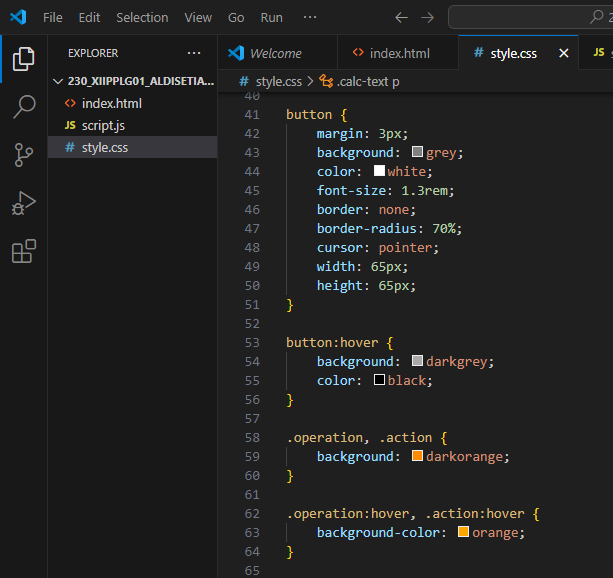 File Edit Selection View Go Run ··· 2
EXPLORER ···
230_XIIPPLG01_ALDISETIA...
<> index.html
JS script.js
# style.css
Welcome <> index.html # style.css JS s
# style.css > .calc-text p
40
41 button {
42 margin: 3px;
43 background: grey;
44 color: white;
45 font-size: 1.3rem;
46 border: none;
47 border-radius: 70%;
48 cursor: pointer;
49 width: 65px;
50 height: 65px;
51 }
52
53 button:hover {
54 background: darkgrey;
55 color: black;
56 }
57
58 .operation, .action {
59 background: darkorange;
60 }
61
62 .operation:hover, .action:hover {
63 background-color: orange;
64 }
65